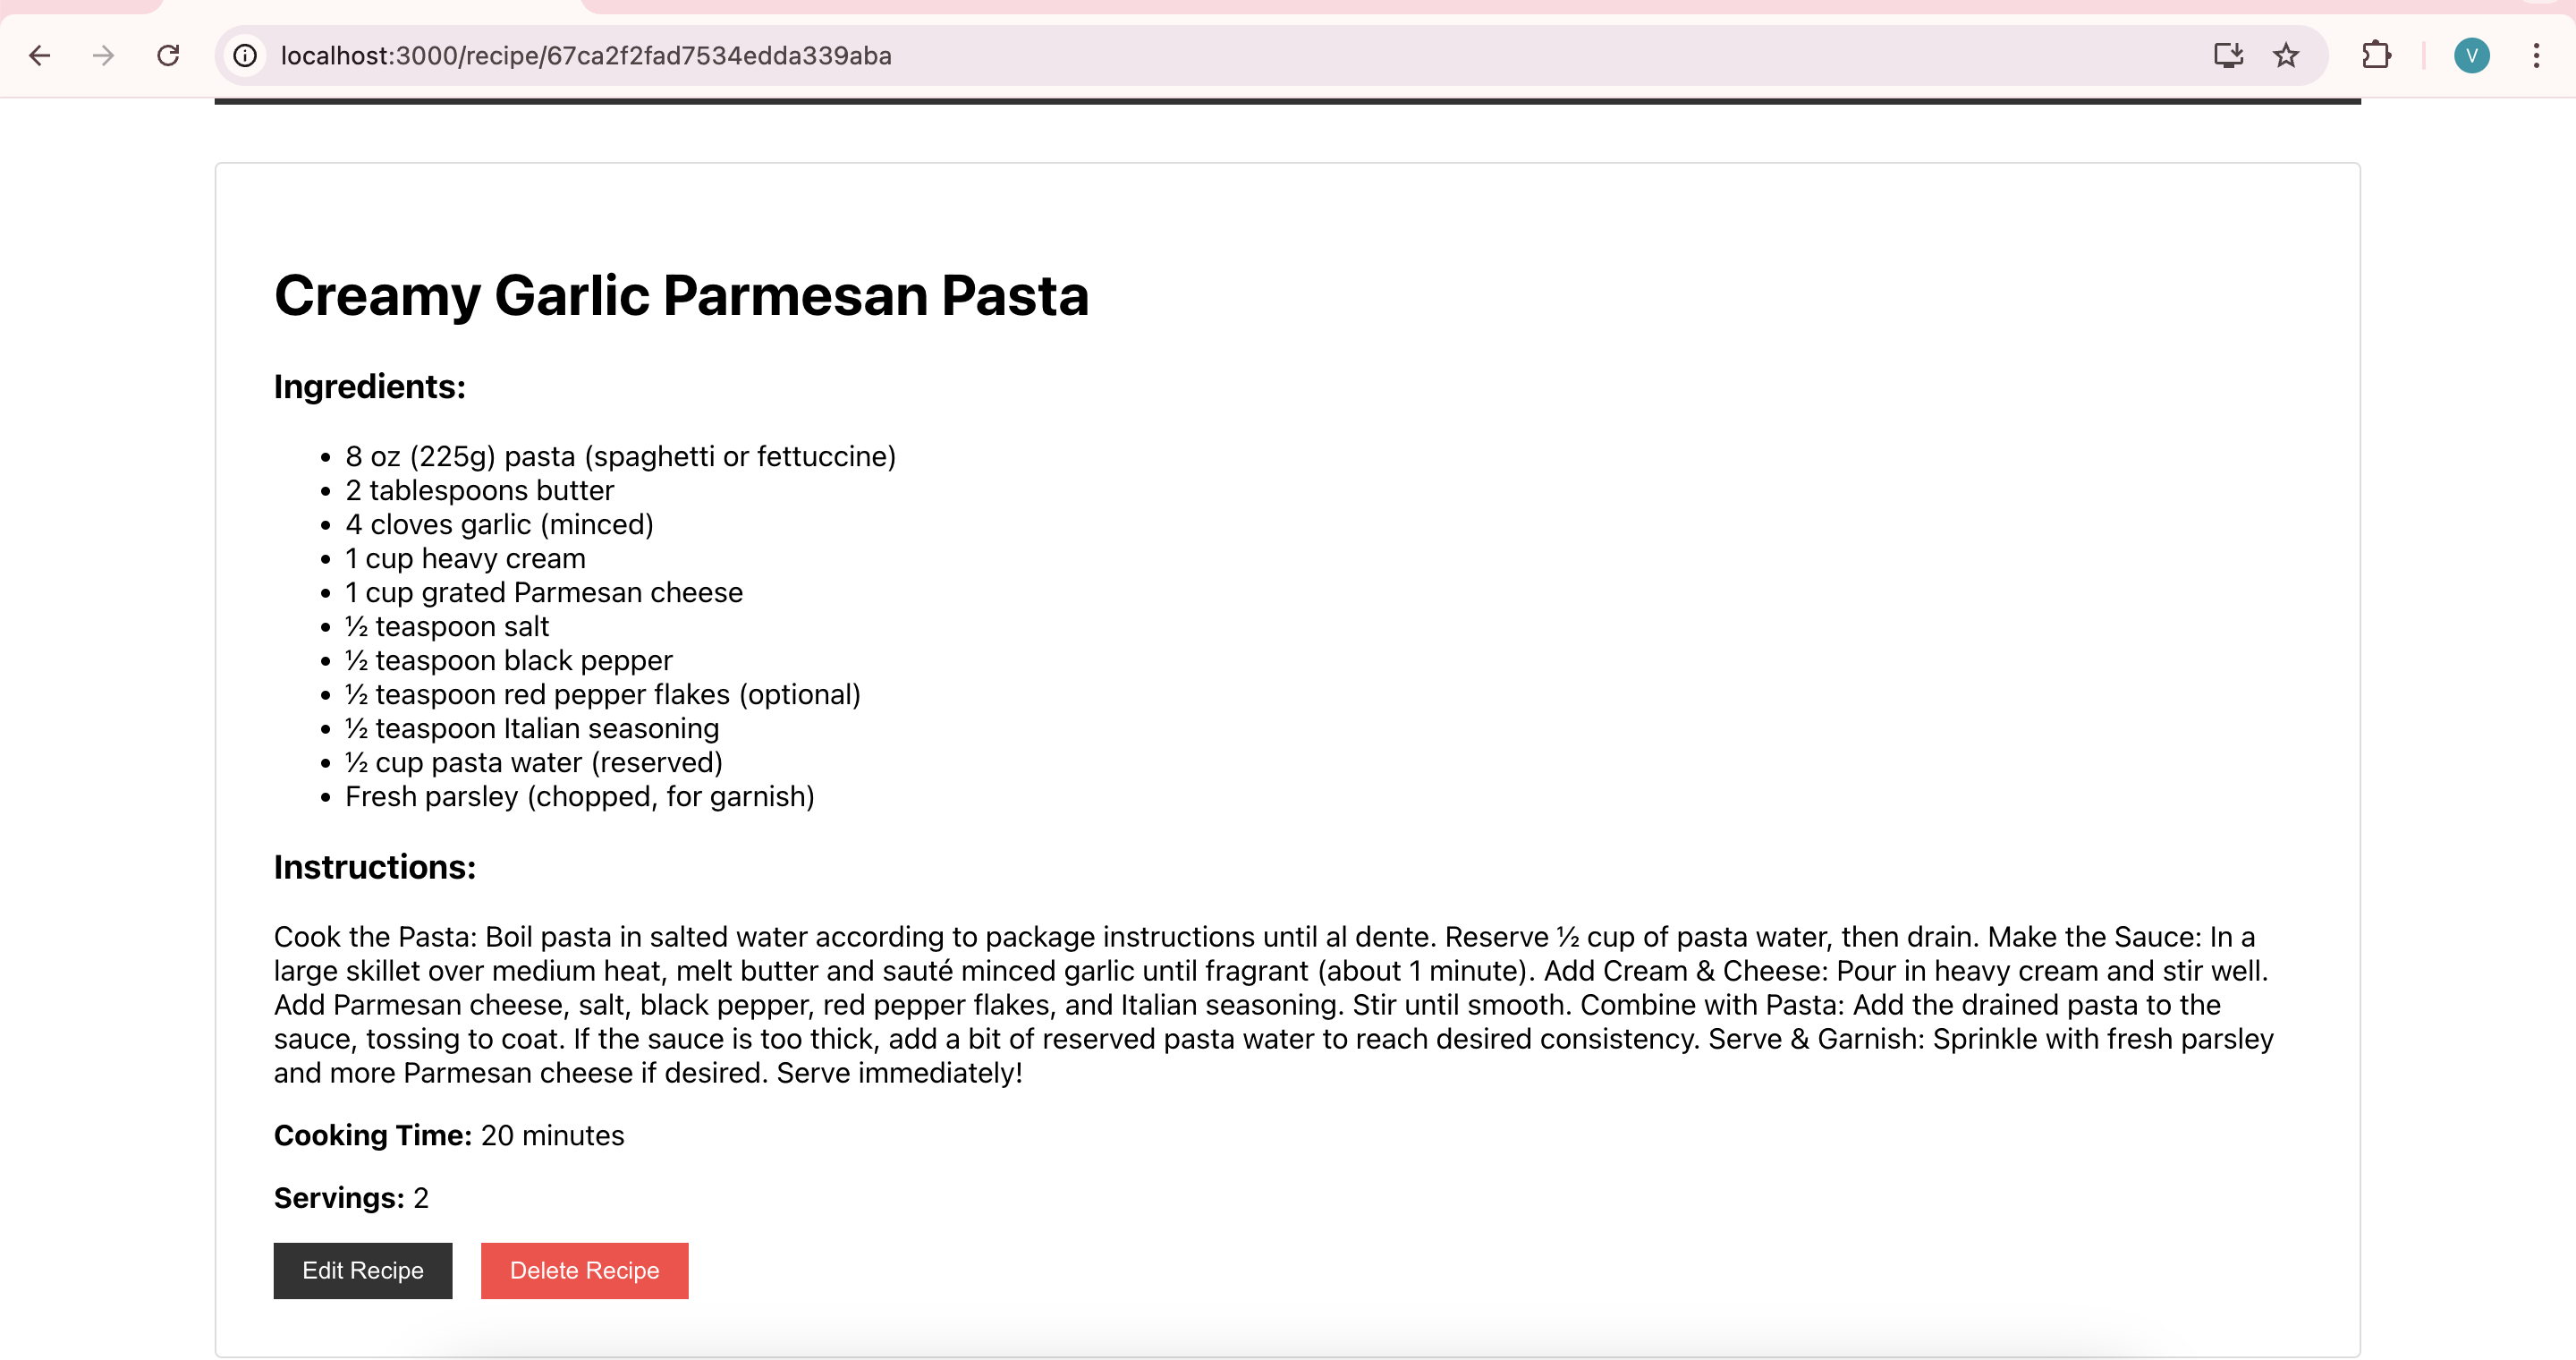 localhost:3000/recipe/67ca2f2fad7534edda339aba
V
Creamy Garlic Parmesan Pasta
Ingredients:
• 8 oz (225g) pasta (spaghetti or fettuccine)
• 2 tablespoons butter
• 4 cloves garlic (minced)
• 1 cup heavy cream
• 1 cup grated Parmesan cheese
• ½ teaspoon salt
• ½ teaspoon black pepper
• ½ teaspoon red pepper flakes (optional)
• ½ teaspoon Italian seasoning
• ½ cup pasta water (reserved)
• Fresh parsley (chopped, for garnish)
Instructions:
Cook the Pasta: Boil pasta in salted water according to package instructions until al dente. Reserve ½ cup of pasta water, then drain. Make the Sauce: In a
large skillet over medium heat, melt butter and sauté minced garlic until fragrant (about 1 minute). Add Cream & Cheese: Pour in heavy cream and stir well.
Add Parmesan cheese, salt, black pepper, red pepper flakes, and Italian seasoning. Stir until smooth. Combine with Pasta: Add the drained pasta to the
sauce, tossing to coat. If the sauce is too thick, add a bit of reserved pasta water to reach desired consistency. Serve & Garnish: Sprinkle with fresh parsley
and more Parmesan cheese if desired. Serve immediately!
Cooking Time: 20 minutes
Servings: 2
Edit Recipe Delete Recipe